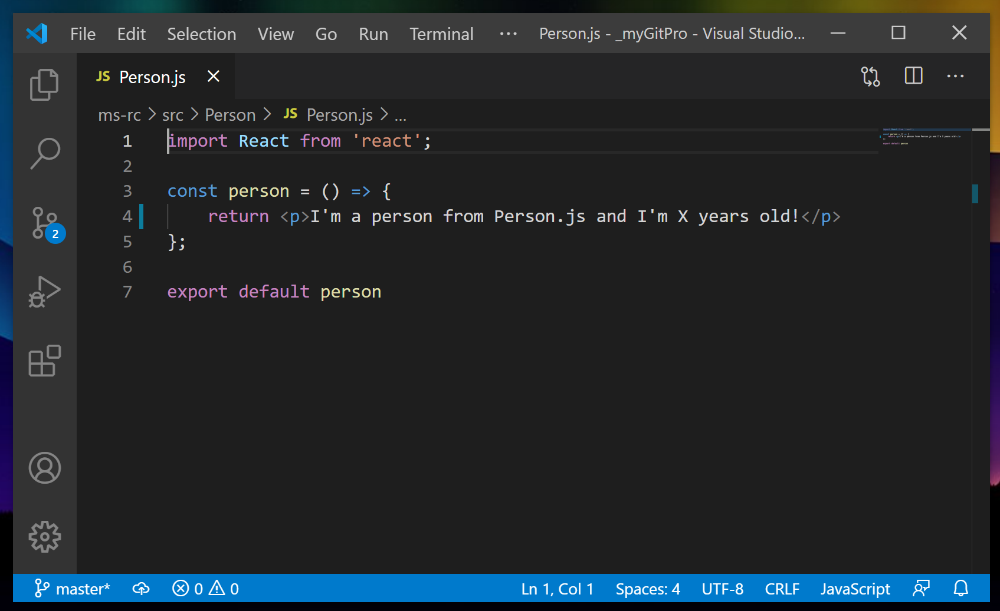 File Edit Selection View Go Run Terminal ··· Person.js - _myGitPro - Visual Studio...
JS Person.js
ms-rc > src > Person > JS Person.js > ...
1 import React from 'react';
2
3 const person = () => {
4 return <p>I'm a person from Person.js and I'm X years old!</p>
5 };
6
7 export default person
2
master* 0 0 Ln 1, Col 1 Spaces: 4 UTF-8 CRLF JavaScript